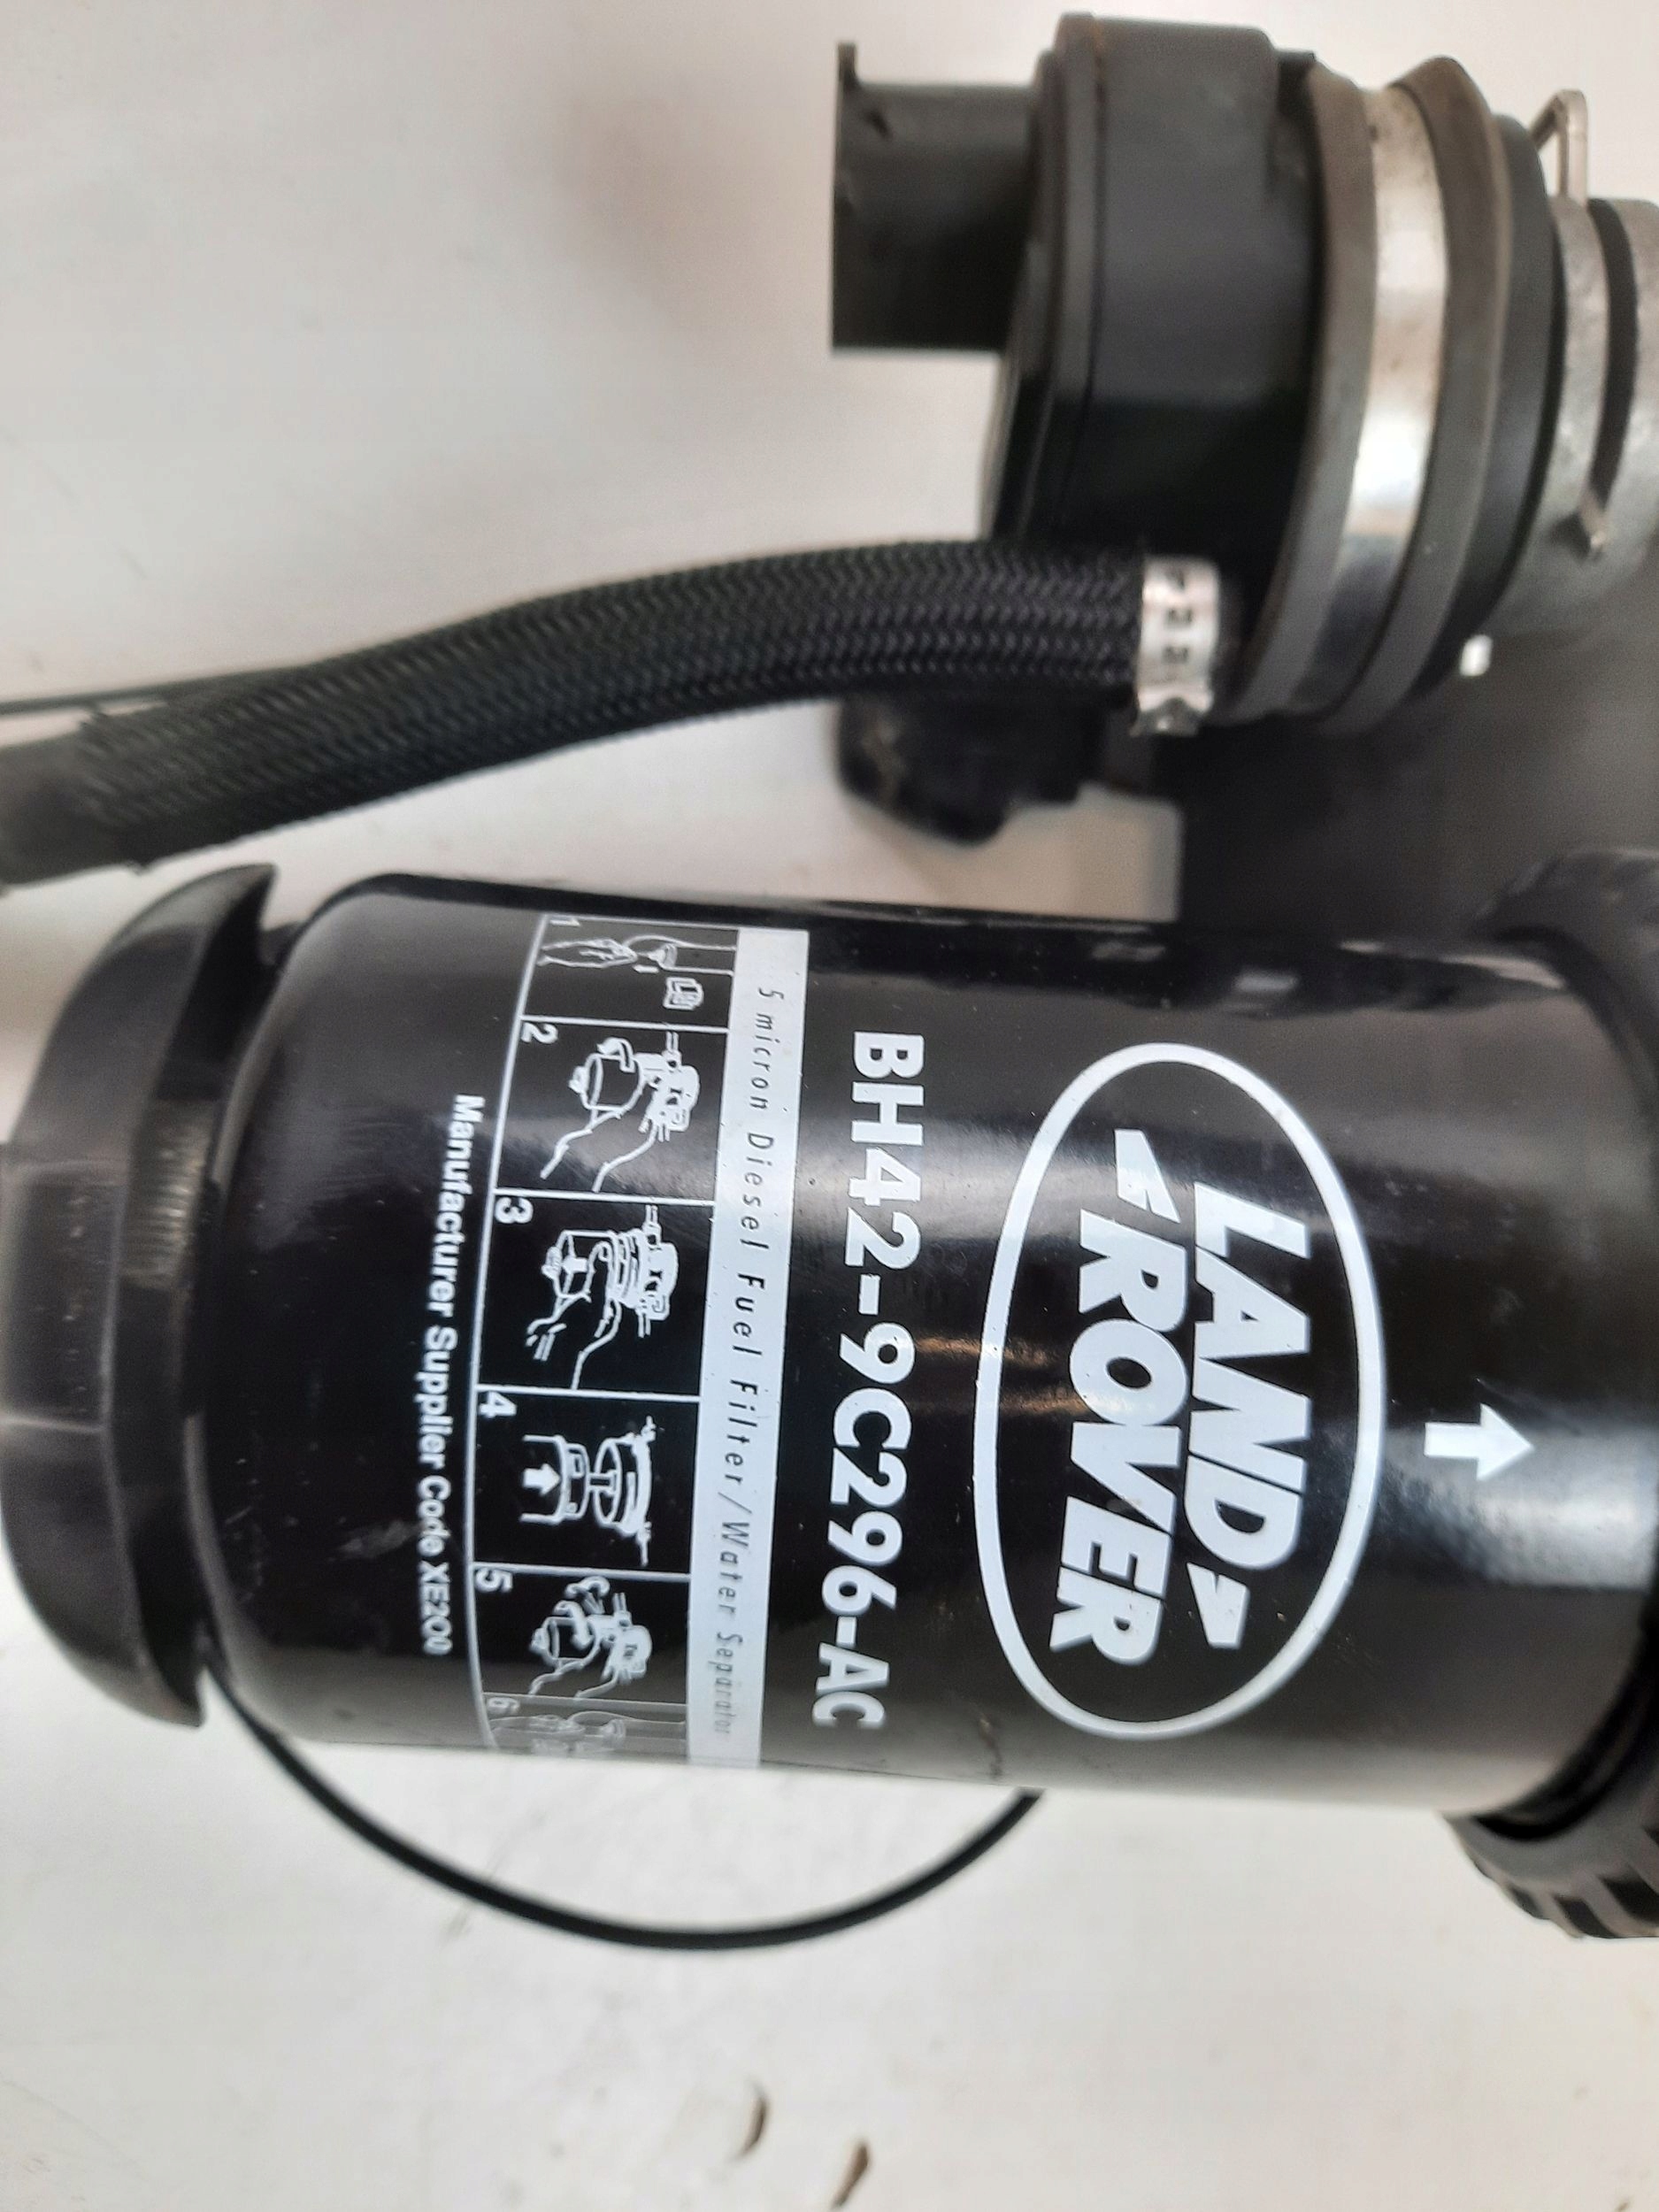 LAND
ROVER
BH42-9C296-AC
5 micron Diesel Fuel Filter/Water Separator
1
2
3
4
5
6
Manufacturer Supplier Code XE200